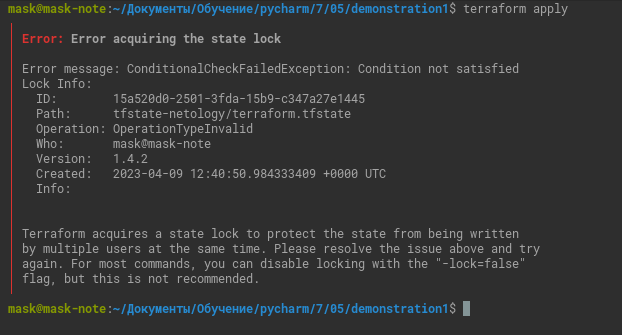 mask@mask-note:~/Документы/Обучение/pycharm/7/05/demonstration1$ terraform apply
Error: Error acquiring the state lock
Error message: ConditionalCheckFailedException: Condition not satisfied
Lock Info:
ID: 15a520d0-2501-3fda-15b9-c347a27e1445
Path: tfstate-netology/terraform.tfstate
Operation: OperationTypeInvalid
Who: mask@mask-note
Version: 1.4.2
Created: 2023-04-09 12:40:50.984333409 +0000 UTC
Info:
Terraform acquires a state lock to protect the state from being written
by multiple users at the same time. Please resolve the issue above and try
again. For most commands, you can disable locking with the "-lock=false"
flag, but this is not recommended.
mask@mask-note:~/Документы/Обучение/pycharm/7/05/demonstration1$